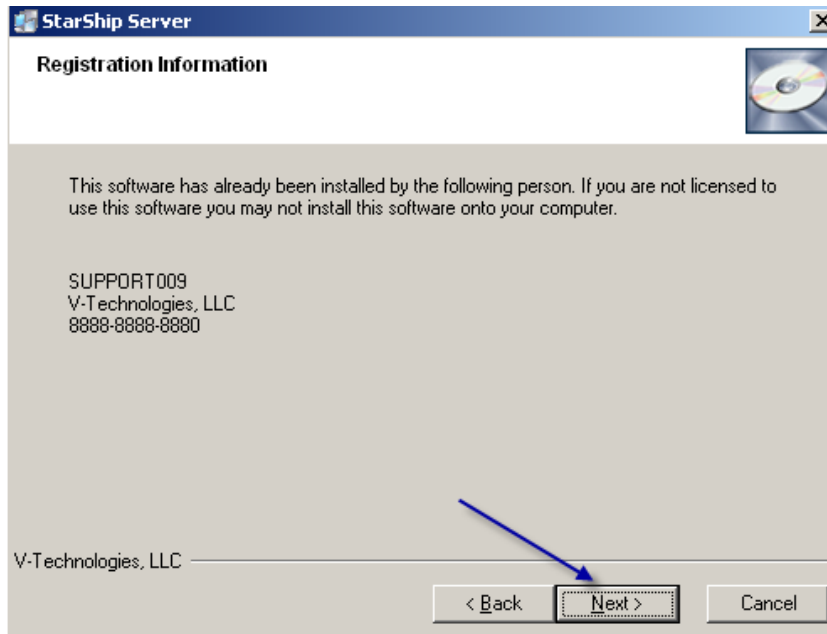 StarShip Server
Registration Information
This software has already been installed by the following person. If you are not licensed to
use this software you may not install this software onto your computer.
SUPPORT009
V-Technologies, LLC
8888-8888-8880
V-Technologies, LLC
< Back
Next >
Cancel